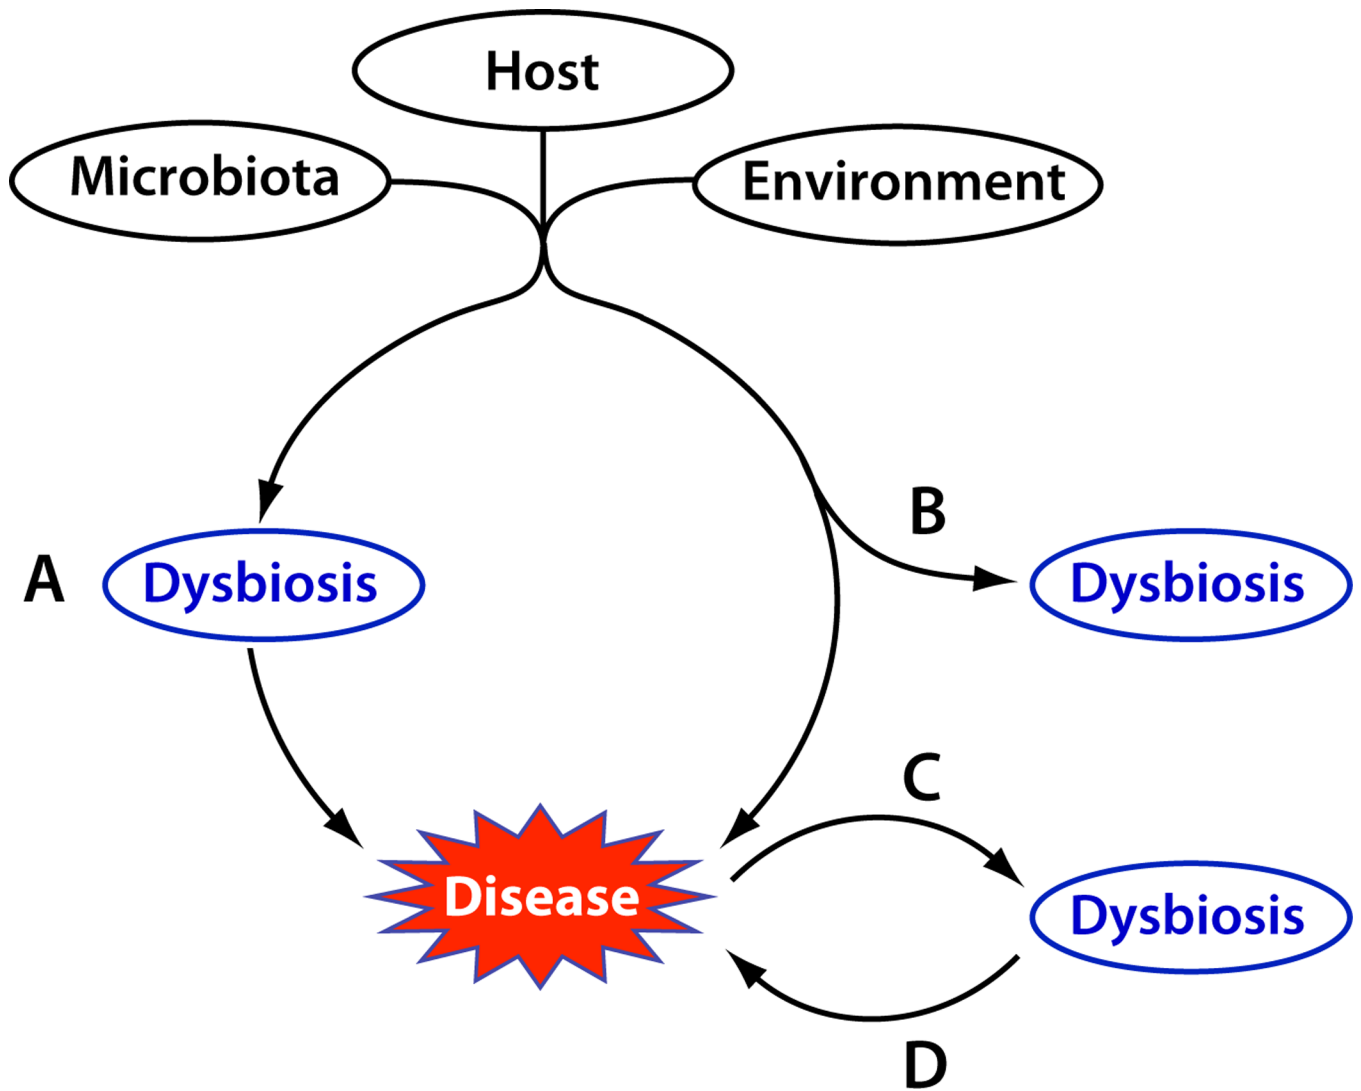 Host
Microbiota
Environment
B
A
Dysbiosis
Dysbiosis
C
Disease
Dysbiosis
D